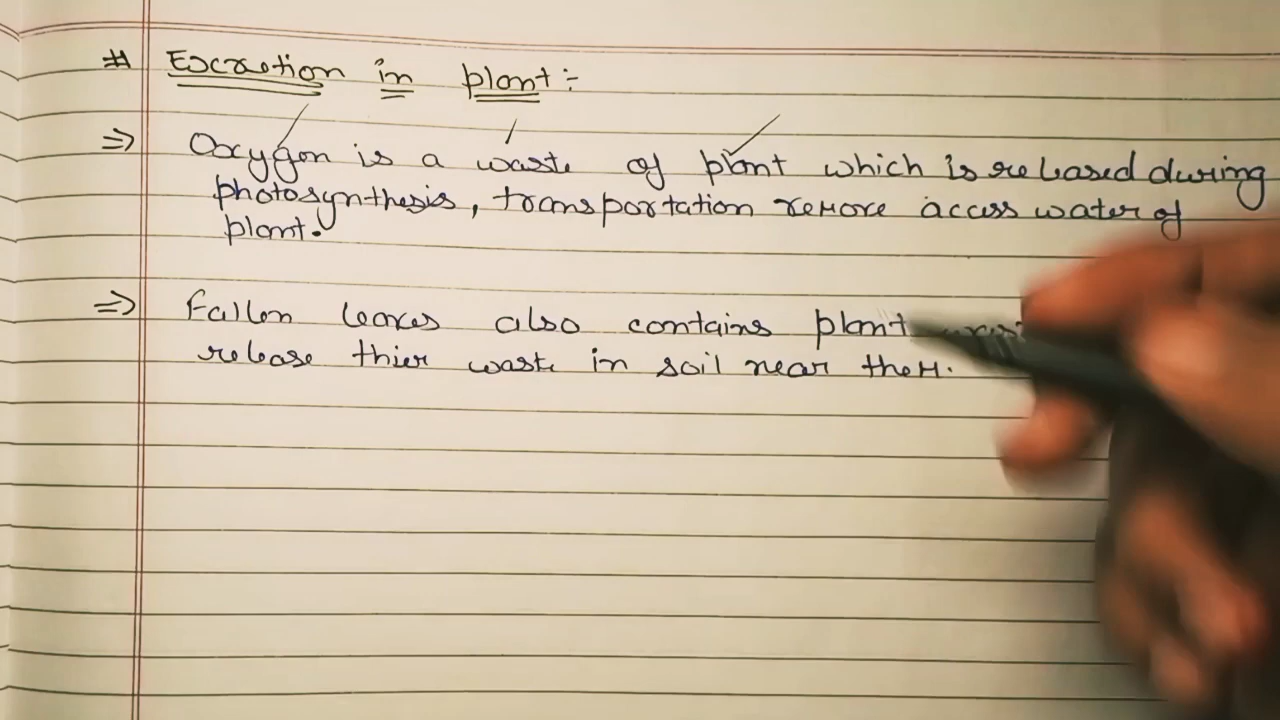 # Excretion in plant :-
⇒ Oxygen is a waste of plant which is released during
photosynthesis, transportation remove access water of
plant.
⇒ Fallen leaves also contains plant
release thier waste in soil near them.